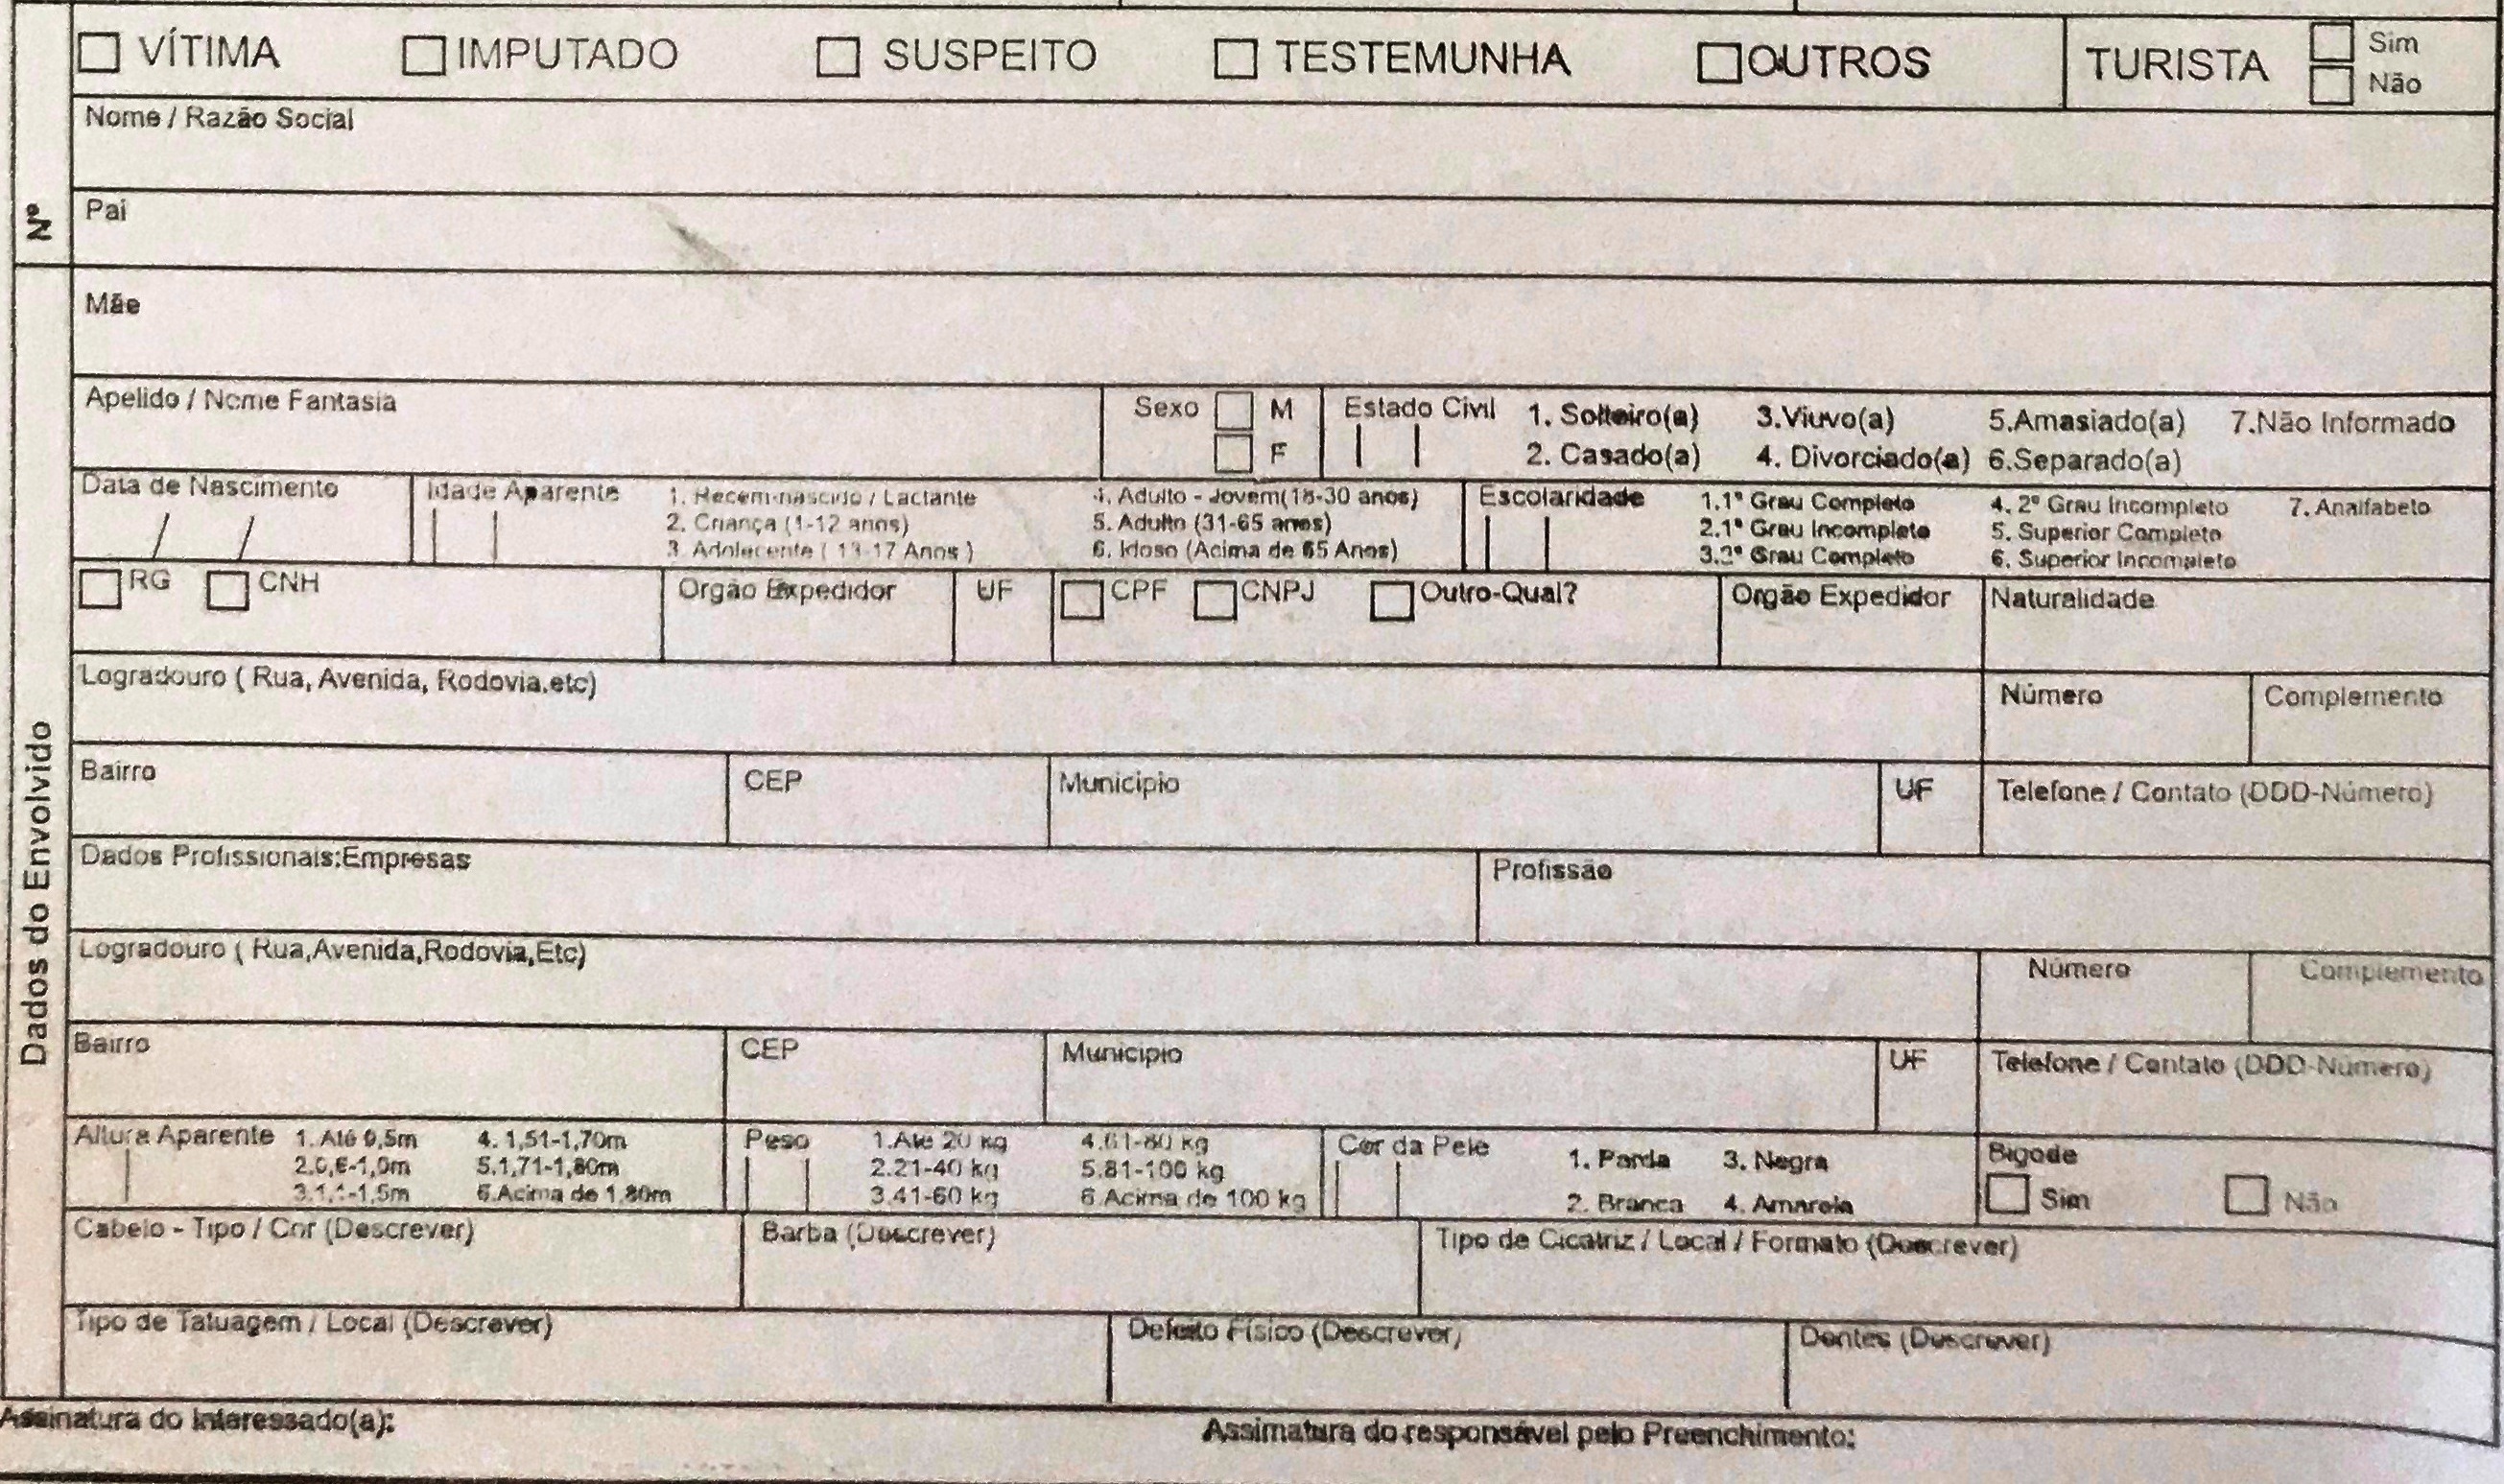 VÍTIMA IMPUTADO SUSPEITO TESTEMUNHA OUTROS TURISTA Sim Não
Nome / Razão Social
Nº
Pai
Mãe
Apelido / Nome Fantasia Sexo M F Estado Civil 1. Solteiro(a) 3.Viuvo(a) 5.Amasiado(a) 7.Não Informado
2. Casado(a) 4. Divorciado(a) 6.Separado(a)
Data de Nascimento / / Idade Aparente 1. Recem-nascido / Lactante 4. Adulto - Jovem(18-30 anos) Escolaridade 1.1º Grau Completo 4. 2º Grau Incompleto 7. Analfabeto
2. Criança (1-12 anos) 5. Adulto (31-65 anos) 2.1º Grau Incompleto 5. Superior Completo
3. Adolecente ( 13-17 Anos ) 6. Idoso (Acima de 65 Anos) 3.2º Grau Completo 6. Superior Incompleto
RG CNH Orgão Expedidor UF CPF CNPJ Outro-Qual? Orgão Expedidor Naturalidade
Logradouro ( Rua, Avenida, Rodovia.etc) Número Complemento
Dados do Envolvido
Bairro CEP Municipio UF Telefone / Contato (DDD-Número)
Dados Profissionais:Empresas Profissão
Logradouro ( Rua,Avenida,Rodovia,Etc) Número Complemento
Bairro CEP Municipio UF Telefone / Contato (DDD-Número)
Altura Aparente 1. Até 0,5m 4. 1,51-1,70m Peso 1.Ate 20 kg 4.61-80 kg Cor da Pele 1. Parda 3. Negra Bigode
2.0,6-1,0m 5.1,71-1,80m 2.21-40 kg 5.81-100 kg
3.1,1-1,5m 6.Acima de 1.80m 3.41-60 kg 6.Acima de 100 kg 2. Branca 4. Amarela Sim Não
Cabelo - Tipo / Cor (Descrever) Barba (Descrever) Tipo de Cicatriz / Local / Formato (Descrever)
Tipo de Tatuagem / Local (Descrever) Defeito Físico (Descrever) Dentes (Descrever)
Assinatura do Interessado(a): Assimatura do responsável pelo Preenchimento: